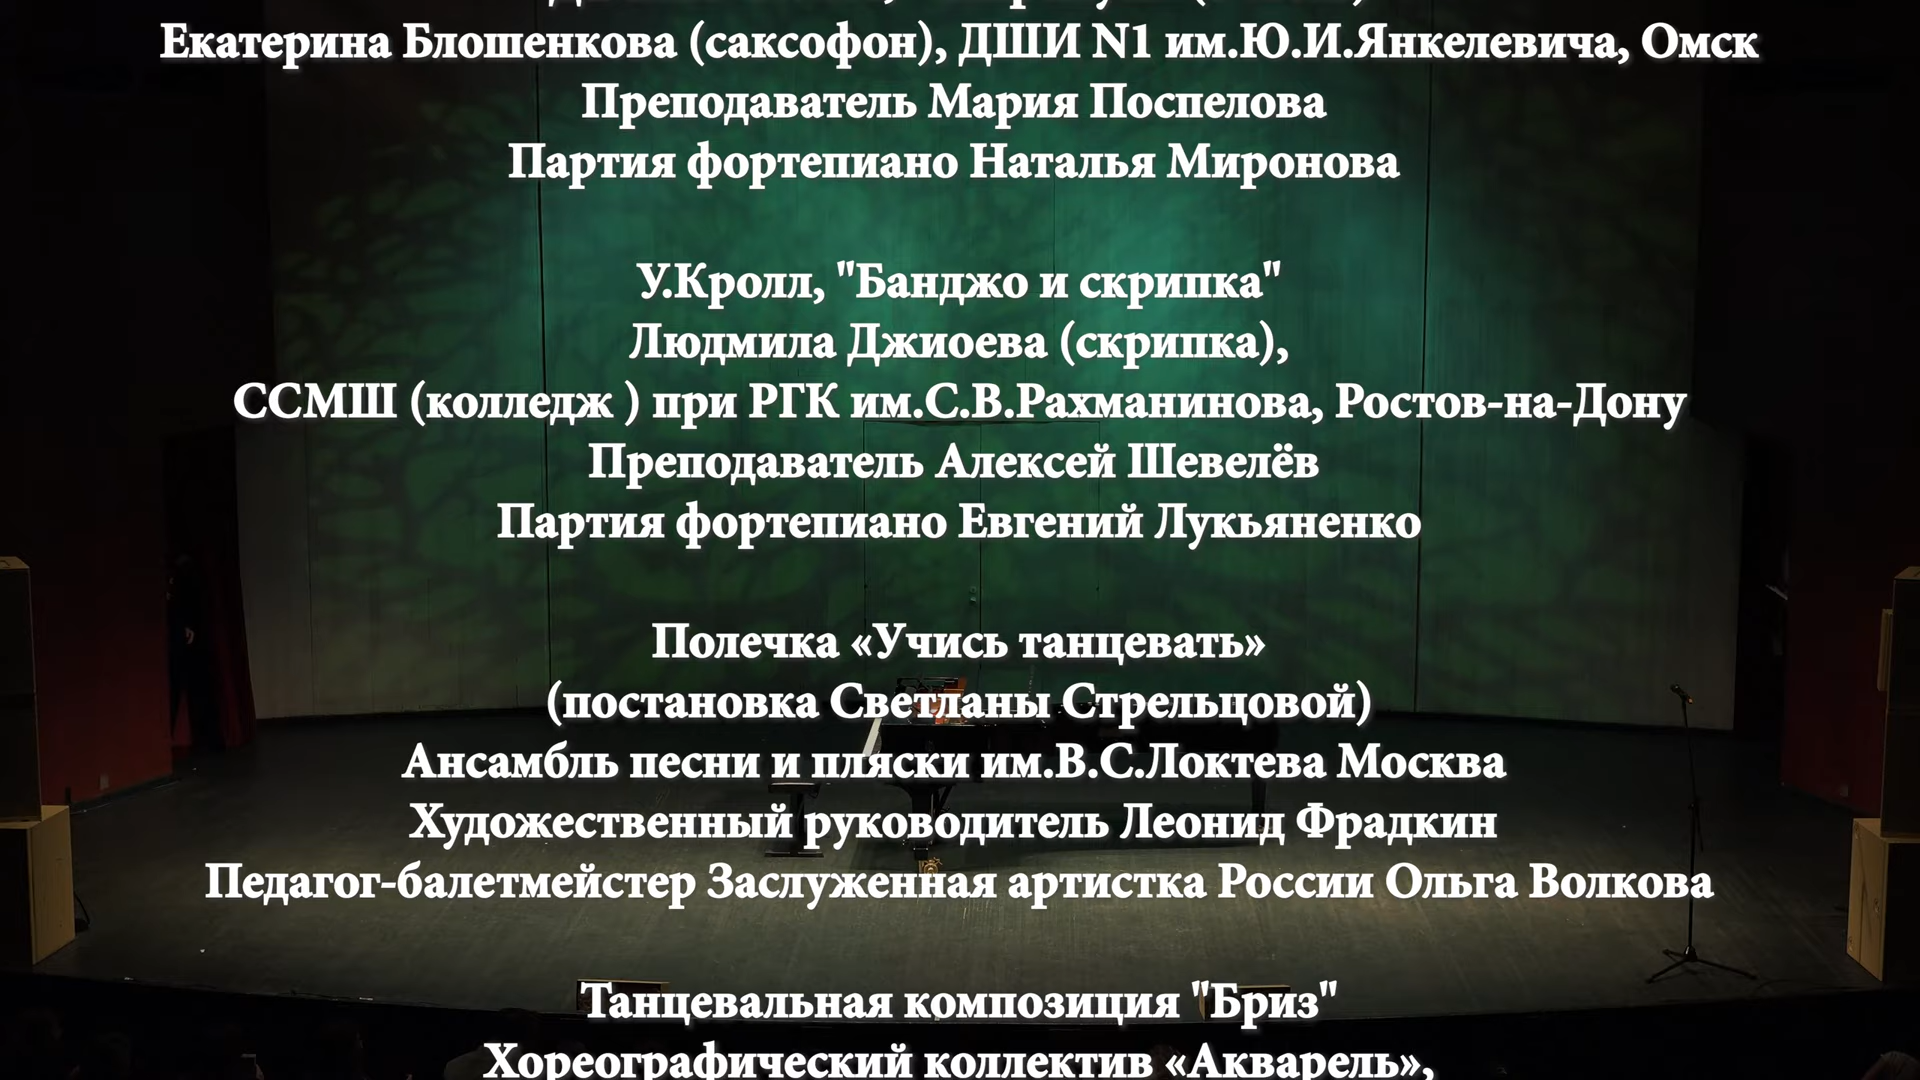 Екатерина Блошенкова (саксофон), ДШИ N1 им.Ю.И.Янкелевича, Омск
Преподаватель Мария Поспелова
Партия фортепиано Наталья Миронова
У.Кролл, "Банджо и скрипка"
Людмила Джиоева (скрипка),
ССМШ (колледж ) при РГК им.С.В.Рахманинова, Ростов-на-Дону
Преподаватель Алексей Шевелёв
Партия фортепиано Евгений Лукьяненко
Полечка «Учись танцевать»
(постановка Светланы Стрельцовой)
Ансамбль песни и пляски им.В.С.Локтева Москва
Художественный руководитель Леонид Фрадкин
Педагог-балетмейстер Заслуженная артистка России Ольга Волкова
Танцевальная композиция "Бриз"
Хореографический коллектив «Акварель»,